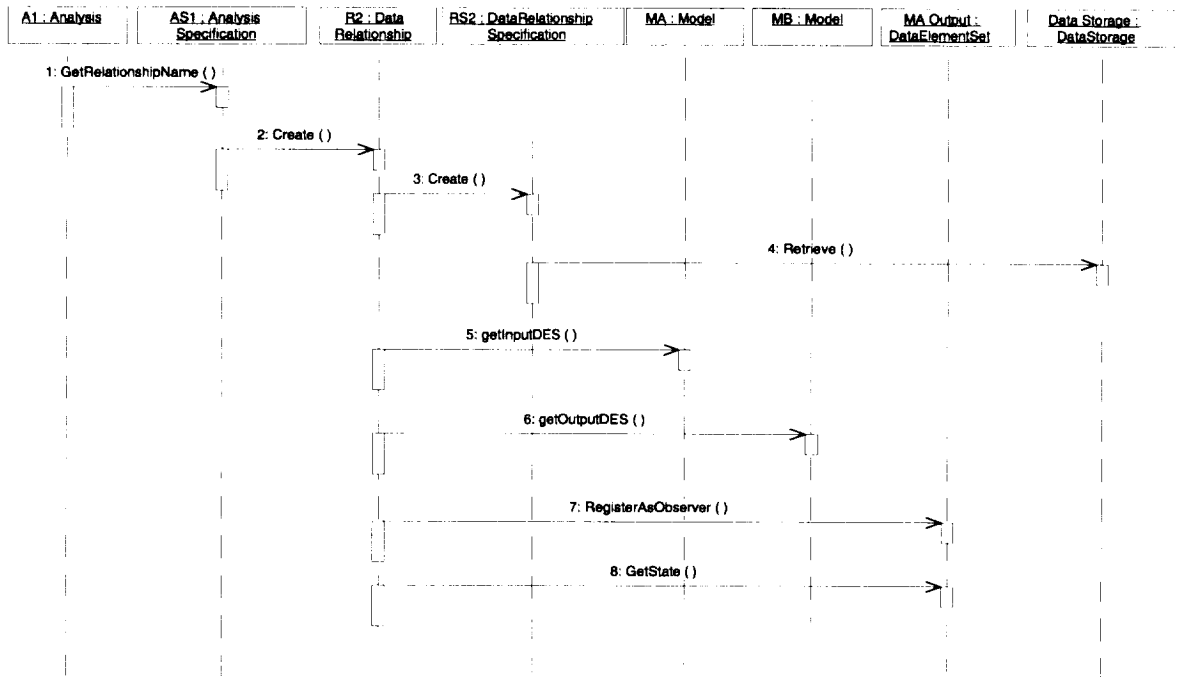 A1 : Analysis
AS1 : Analysis
Specification
R2 : Data
Relationship
RS2 : DataRelationship
Specification
MA : Model
MB : Model
MA Output :
DataElementSet
Data Storage :
DataStorage
1: GetRelationshipName ( )
2: Create ( )
3: Create ( )
4: Retrieve ( )
5: getInputDES ( )
6: getOutputDES ( )
7: RegisterAsObserver ( )
8: GetState ( )